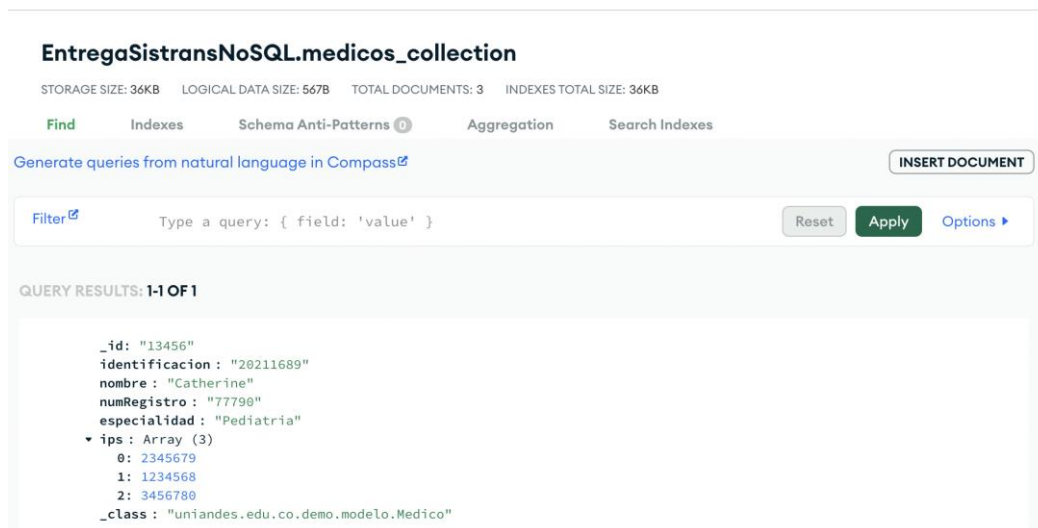 EntregaSistransNoSQL.medicos_collection
STORAGE SIZE: 36KB LOGICAL DATA SIZE: 567B TOTAL DOCUMENTS: 3 INDEXES TOTAL SIZE: 36KB
Find Indexes Schema Anti-Patterns 0 Aggregation Search Indexes
Generate queries from natural language in Compass
INSERT DOCUMENT
Filter Type a query: { field: 'value' } Reset Apply Options
QUERY RESULTS: 1-1 OF 1
_id: "13456"
identificacion : "20211689"
nombre : "Catherine"
numRegistro : "77790"
especialidad : "Pediatria"
ips : Array (3)
0: 2345679
1: 1234568
2: 3456780
_class : "uniandes.edu.co.demo.modelo.Medico"